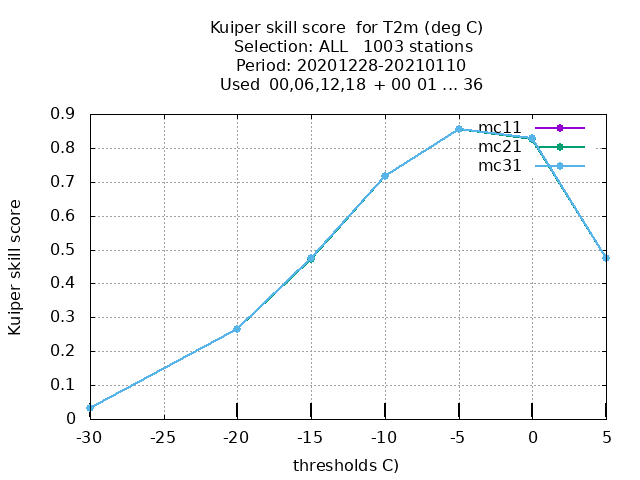 Kuiper skill score for T2m (deg C)
Selection: ALL 1003 stations
Period: 20201228-20210110
Used 00,06,12,18 + 00 01 ... 36
mc11
mc21
mc31
Kuiper skill score
0.9
0.8
0.7
0.6
0.5
0.4
0.3
0.2
0.1
0
-30 -25 -20 -15 -10 -5 0 5
thresholds C)